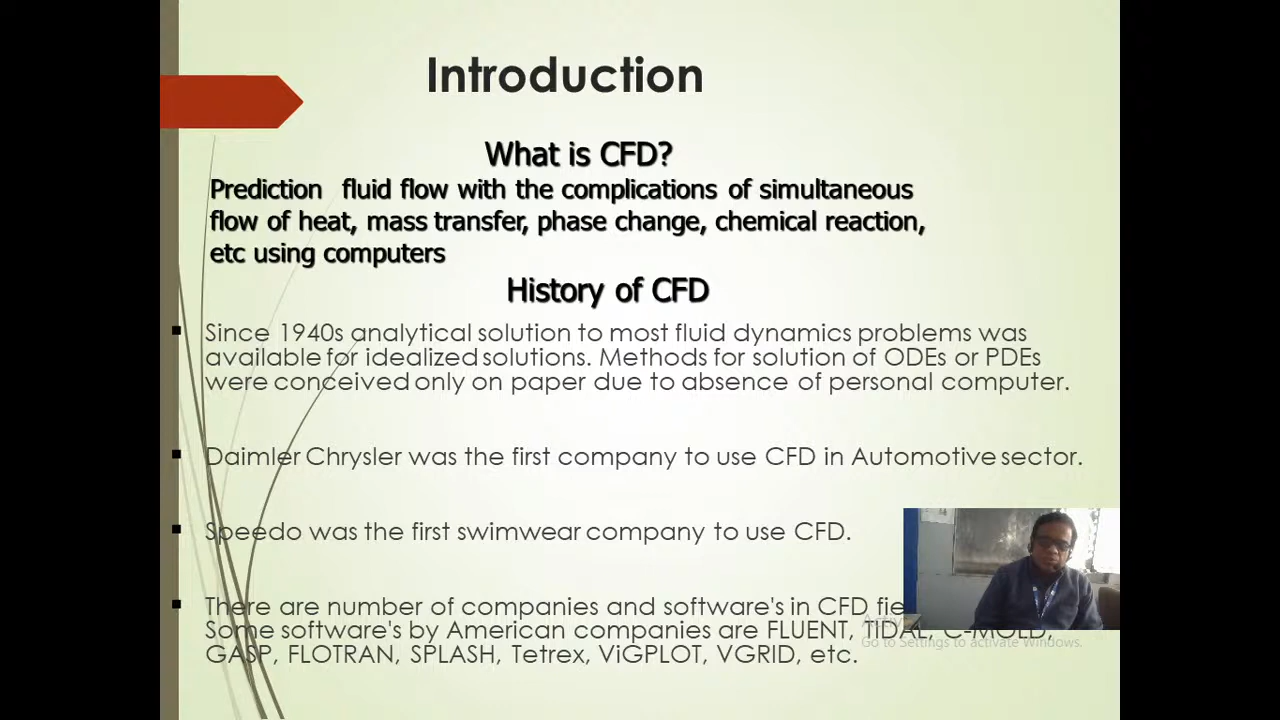 Introduction
What is CFD?
Prediction fluid flow with the complications of simultaneous
flow of heat, mass transfer, phase change, chemical reaction,
etc using computers
History of CFD
Since 1940s analytical solution to most fluid dynamics problems was
available for idealized solutions. Methods for solution of ODEs or PDEs
were conceived only on paper due to absence of personal computer.
Daimler Chrysler was the first company to use CFD in Automotive sector.
Speedo was the first swimwear company to use CFD.
There are number of companies and software's in CFD
Some software's by American companies are FLUENT, TIDAL, C-MOLD,
GASP, FLOTRAN, SPLASH, Tetrex, ViGPLOT, VGRID, etc.
Go to Settings to activate Windows.